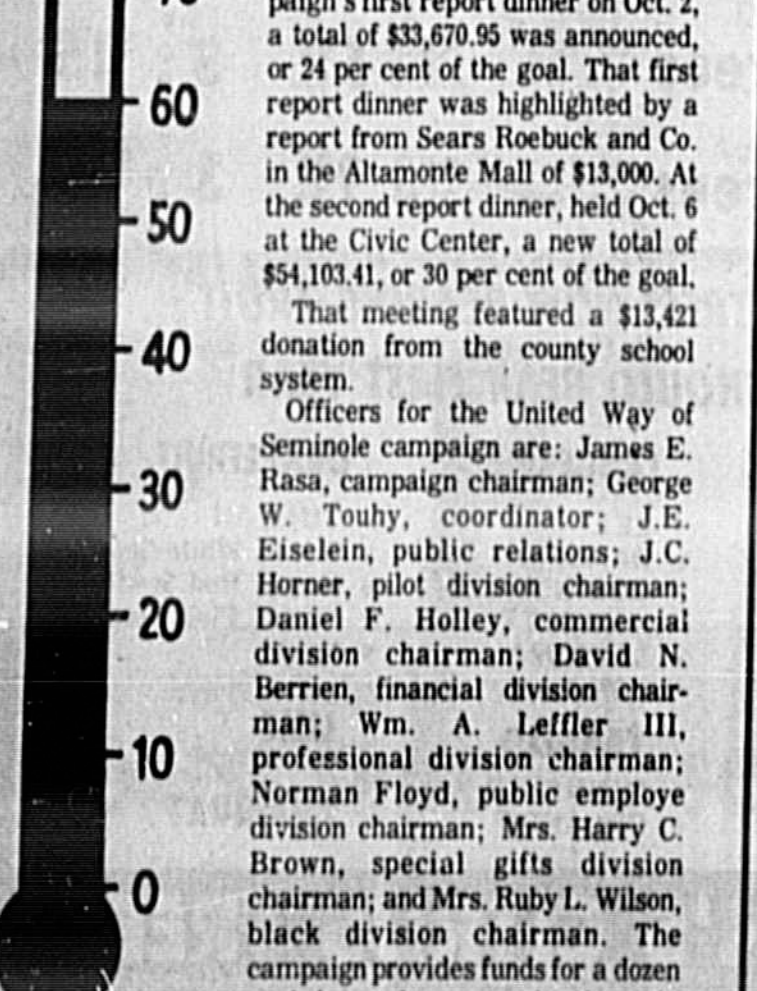 60
50
40
30
20
10
0
paign's first report dinner on Oct. 2,
a total of $33,670.95 was announced,
or 24 per cent of the goal. That first
report dinner was highlighted by a
report from Sears Roebuck and Co.
in the Altamonte Mall of $13,000. At
the second report dinner, held Oct. 6
at the Civic Center, a new total of
$54,103.41, or 30 per cent of the goal.
That meeting featured a $13,421
donation from the county school
system.
Officers for the United Way of
Seminole campaign are: James E.
Rasa, campaign chairman; George
W. Touhy, coordinator; J.E.
Eiselein, public relations; J.C.
Horner, pilot division chairman;
Daniel F. Holley, commercial
division chairman; David N.
Berrien, financial division chair-
man; Wm. A. Leffler III,
professional division chairman;
Norman Floyd, public employe
division chairman; Mrs. Harry C.
Brown, special gifts division
chairman; and Mrs. Ruby L. Wilson,
black division chairman. The
campaign provides funds for a dozen